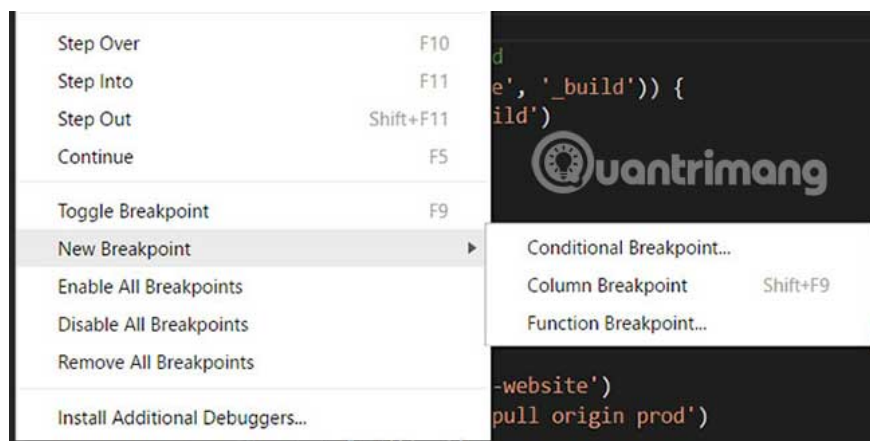 Step Over F10
d
Step Into F11
e', '_build')) {
Step Out Shift+F11
ild')
Continue F5
Quantrimang
Toggle Breakpoint F9
New Breakpoint
Conditional Breakpoint...
Enable All Breakpoints
Column Breakpoint Shift+F9
Disable All Breakpoints
Function Breakpoint...
Remove All Breakpoints
-website')
Install Additional Debuggers...
pull origin prod')